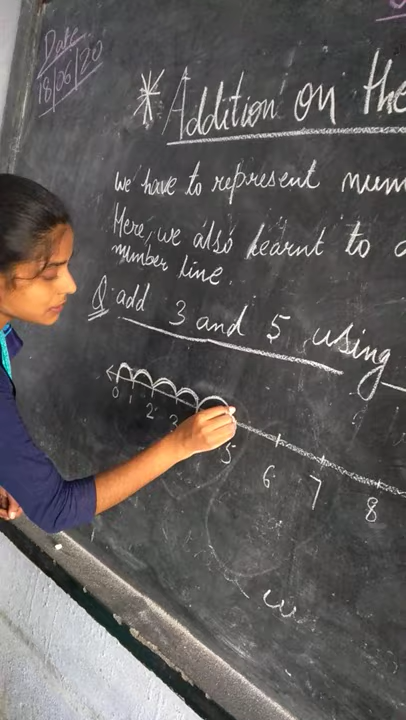 Date
18/06/20
* Addition on the
we have to represent num
Here, we also learnt to
number line.
Q. add 3 and 5 using
0 1 2 3 5 6 7 8